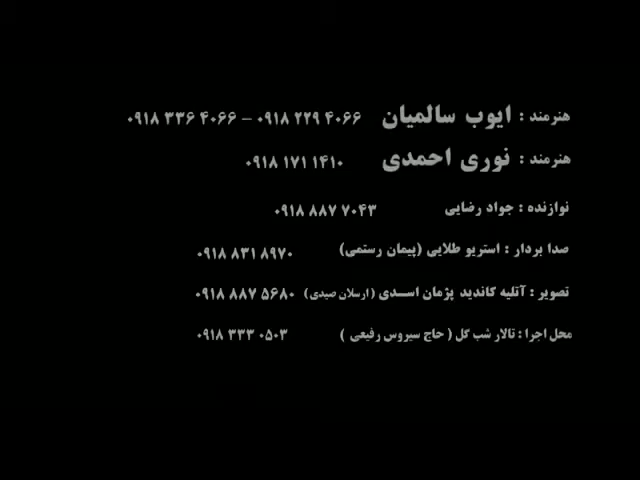 هنرمند : ایوب سالمیان ۰۹۱۸ ۲۲۹ ۴۰۶۶ – ۰۹۱۸ ۳۳۶ ۴۰۶۶
هنرمند : نوری احمدی ۰۹۱۸ ۱۷۱ ۱۴۱۰
نوازنده : جواد رضایی ۰۹۱۸ ۸۸۷ ۷۰۴۳
صدا بردار : استریو طلایی (پیمان رستمی) ۰۹۱۸ ۸۳۱ ۸۹۷۰
تصویر : آتلیه کاندید پژمان اسـدی (ارسلان صیدی) ۰۹۱۸ ۸۸۷ ۵۶۸۰
محل اجرا : تالار شب گل ( حاج سیروس رفیعی ) ۰۹۱۸ ۳۳۳ ۰۵۰۳